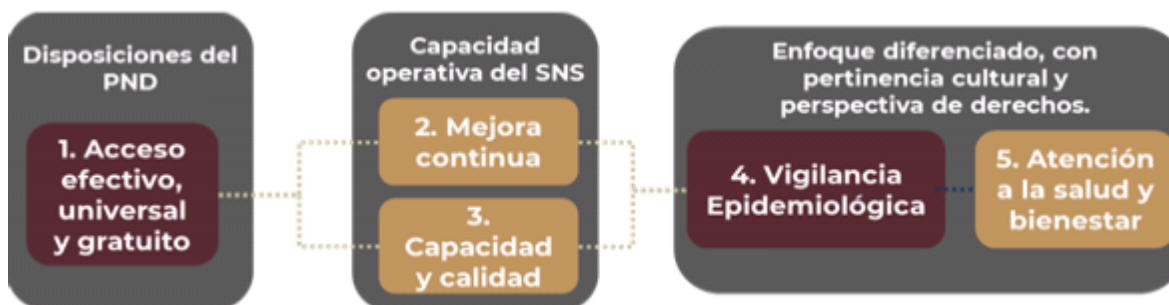 Disposiciones del
PND
1. Acceso
efectivo,
universal
y gratuito
Capacidad
operativa del SNS
2. Mejora
continua
3.
Capacidad
y calidad
Enfoque diferenciado, con
pertinencia cultural y
perspectiva de derechos.
4. Vigilancia
Epidemiológica
5. Atención
a la salud y
bienestar